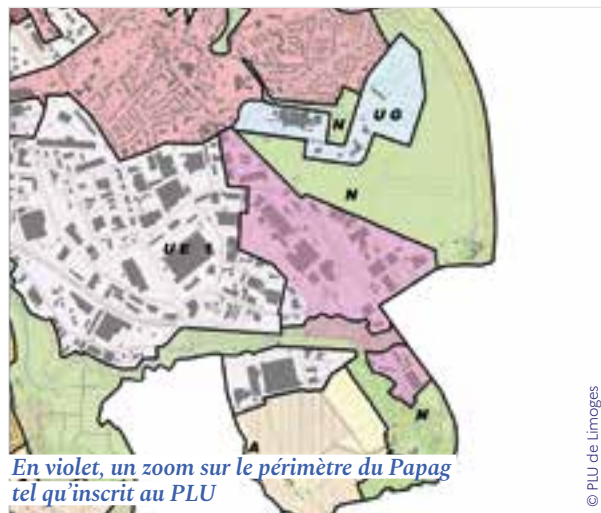 N
UG
N
UE 1
N
A
En violet, un zoom sur le périmètre du Papag
tel qu'inscrit au PLU
© PLU de Limoges